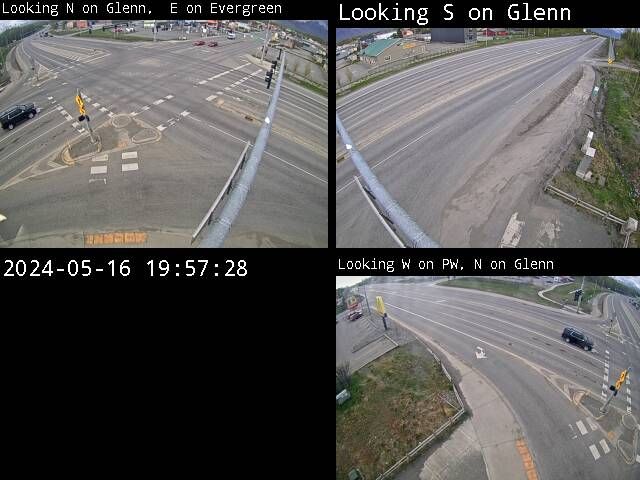 Looking N on Glenn,  E on Evergreen
Looking S on Glenn
2024-05-16 19:57:28
Looking W on PW, N on Glenn